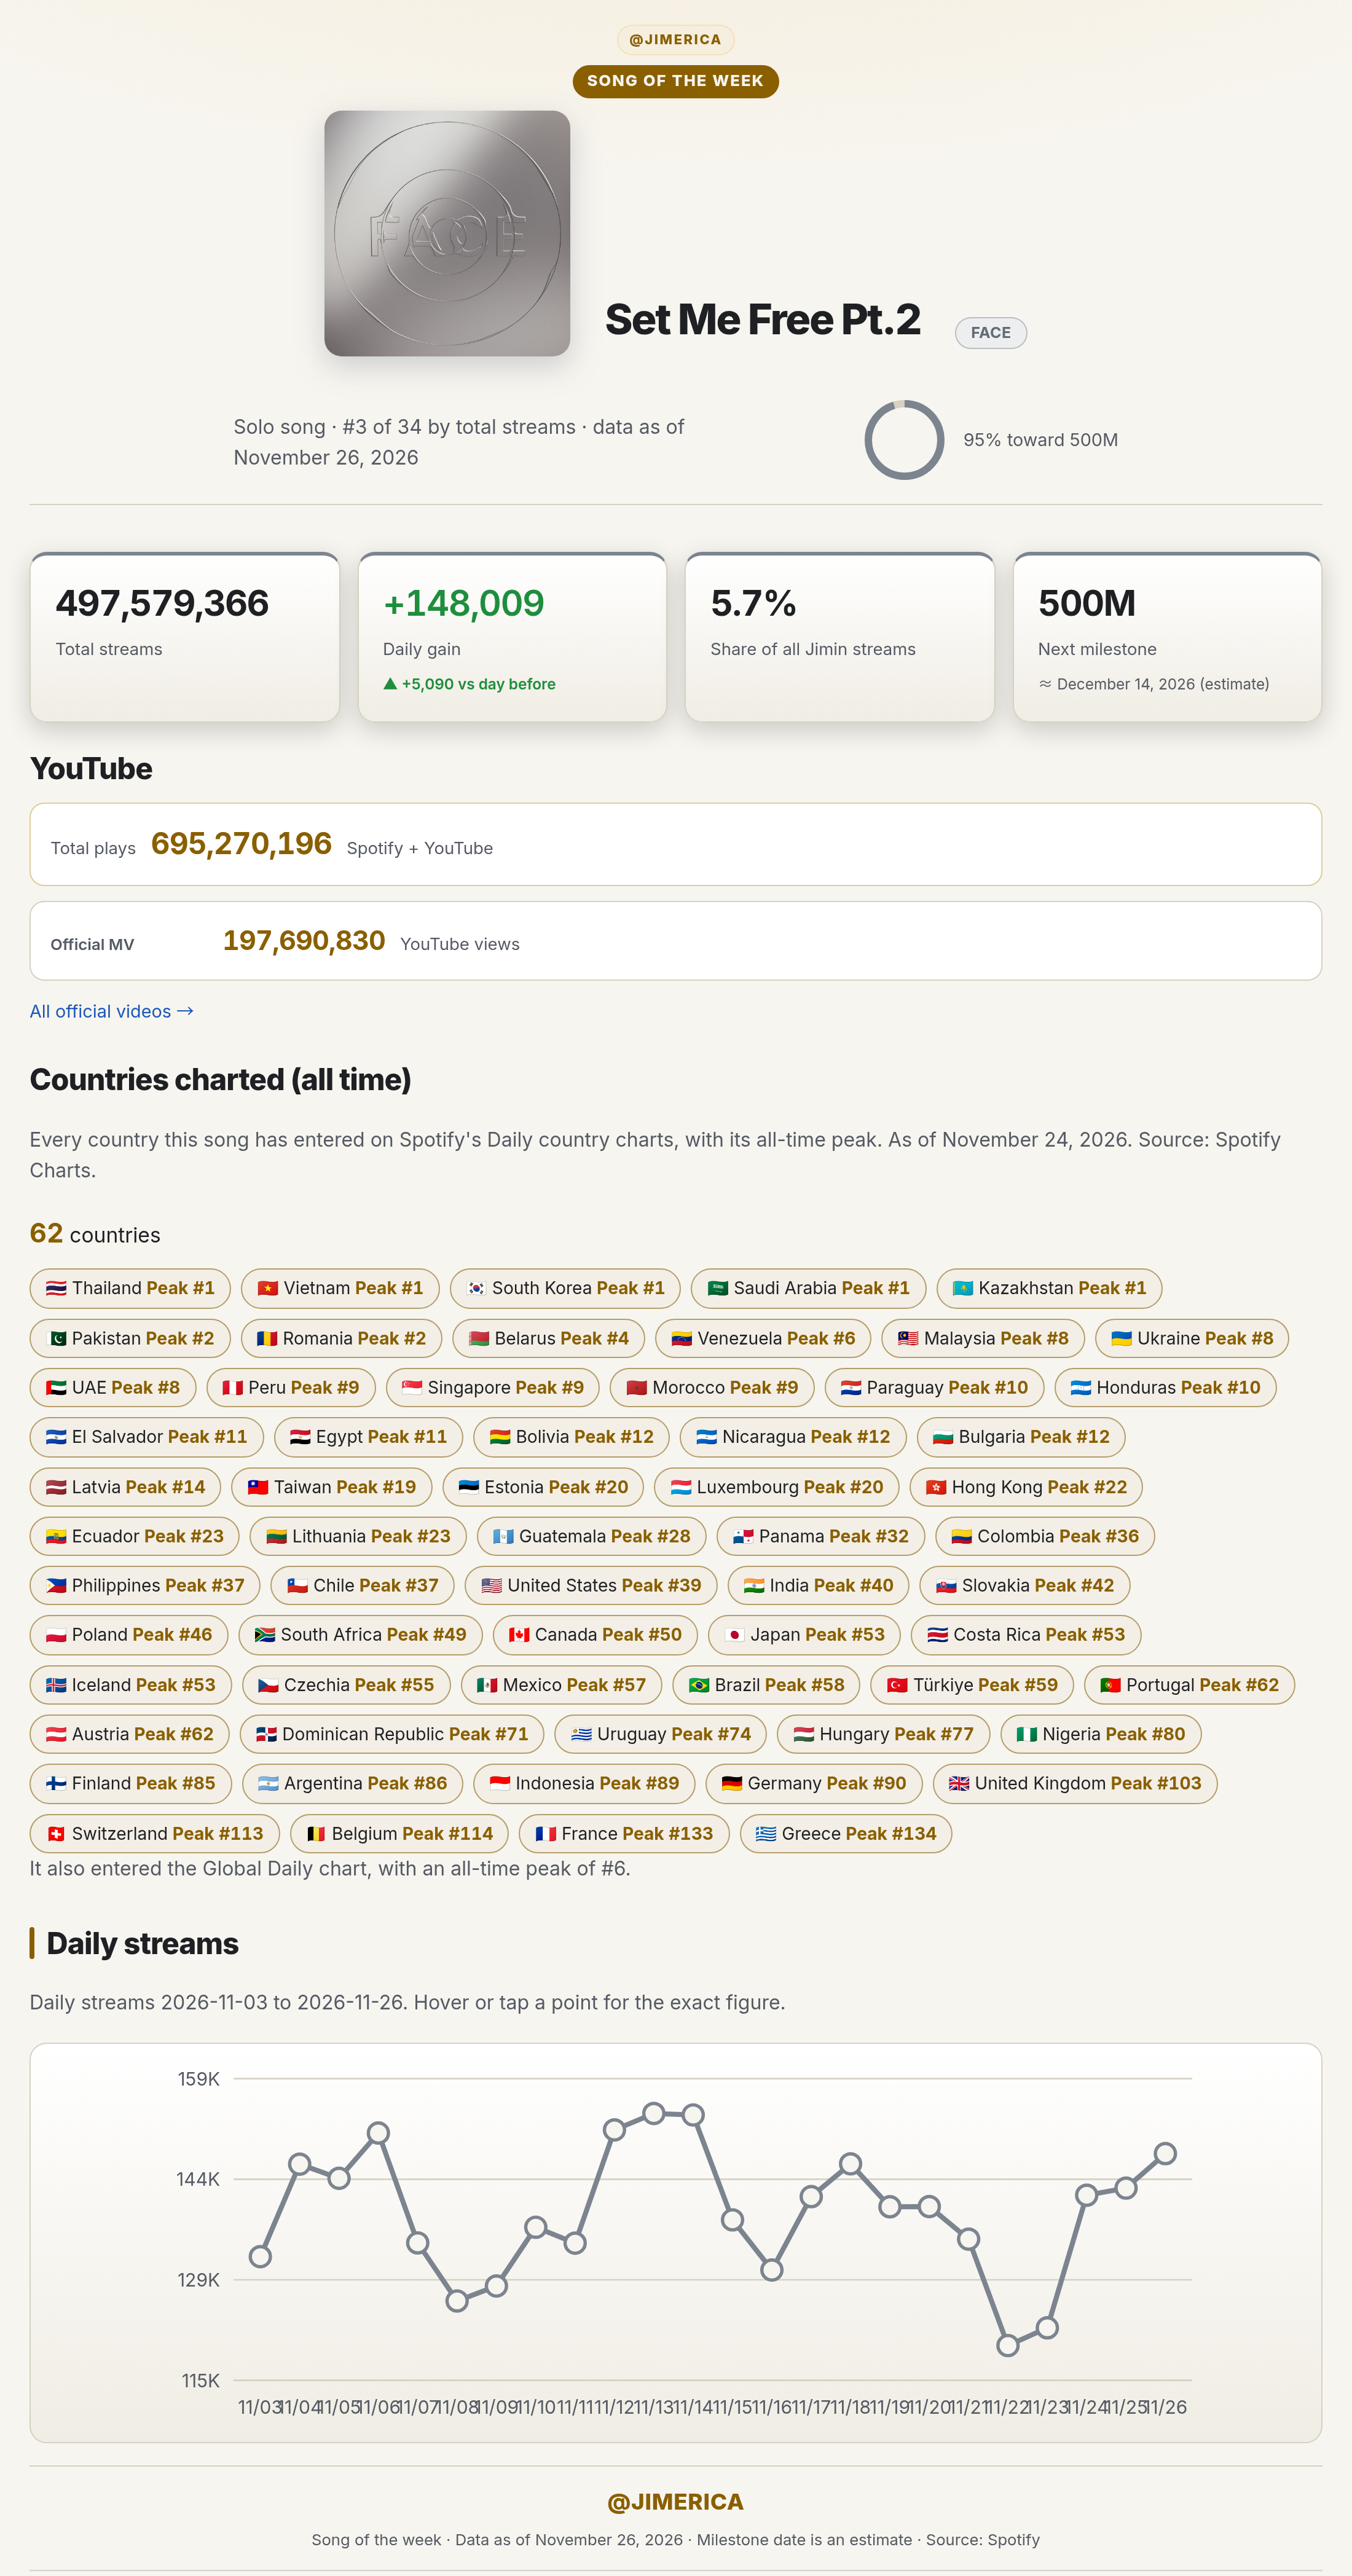 @JIMERICA
SONG OF THE WEEK
FACE
Set Me Free Pt.2
FACE
Solo song · #3 of 34 by total streams · data as of
November 26, 2026
95% toward 500M
497,579,366
Total streams
+148,009
Daily gain
▲ +5,090 vs day before
5.7%
Share of all Jimin streams
500M
Next milestone
≈ December 14, 2026 (estimate)
YouTube
Total plays 695,270,196 Spotify + YouTube
Official MV 197,690,830 YouTube views
All official videos →
Countries charted (all time)
Every country this song has entered on Spotify's Daily country charts, with its all-time peak. As of November 24, 2026. Source: Spotify
Charts.
62 countries
Thailand Peak #1 Vietnam Peak #1 South Korea Peak #1 Saudi Arabia Peak #1 Kazakhstan Peak #1
Pakistan Peak #2 Romania Peak #2 Belarus Peak #4 Venezuela Peak #6 Malaysia Peak #8 Ukraine Peak #8
UAE Peak #8 Peru Peak #9 Singapore Peak #9 Morocco Peak #9 Paraguay Peak #10 Honduras Peak #10
El Salvador Peak #11 Egypt Peak #11 Bolivia Peak #12 Nicaragua Peak #12 Bulgaria Peak #12
Latvia Peak #14 Taiwan Peak #19 Estonia Peak #20 Luxembourg Peak #20 Hong Kong Peak #22
Ecuador Peak #23 Lithuania Peak #23 Guatemala Peak #28 Panama Peak #32 Colombia Peak #36
Philippines Peak #37 Chile Peak #37 United States Peak #39 India Peak #40 Slovakia Peak #42
Poland Peak #46 South Africa Peak #49 Canada Peak #50 Japan Peak #53 Costa Rica Peak #53
Iceland Peak #53 Czechia Peak #55 Mexico Peak #57 Brazil Peak #58 Türkiye Peak #59 Portugal Peak #62
Austria Peak #62 Dominican Republic Peak #71 Uruguay Peak #74 Hungary Peak #77 Nigeria Peak #80
Finland Peak #85 Argentina Peak #86 Indonesia Peak #89 Germany Peak #90 United Kingdom Peak #103
Switzerland Peak #113 Belgium Peak #114 France Peak #133 Greece Peak #134
It also entered the Global Daily chart, with an all-time peak of #6.
Daily streams
Daily streams 2026-11-03 to 2026-11-26. Hover or tap a point for the exact figure.
159K
144K
129K
115K
11/03 11/04 11/05 11/06 11/07 11/08 11/09 11/10 11/11 11/12 11/13 11/14 11/15 11/16 11/17 11/18 11/19 11/20 11/21 11/22 11/23 11/24 11/25 11/26
@JIMERICA
Song of the week · Data as of November 26, 2026 · Milestone date is an estimate · Source: Spotify